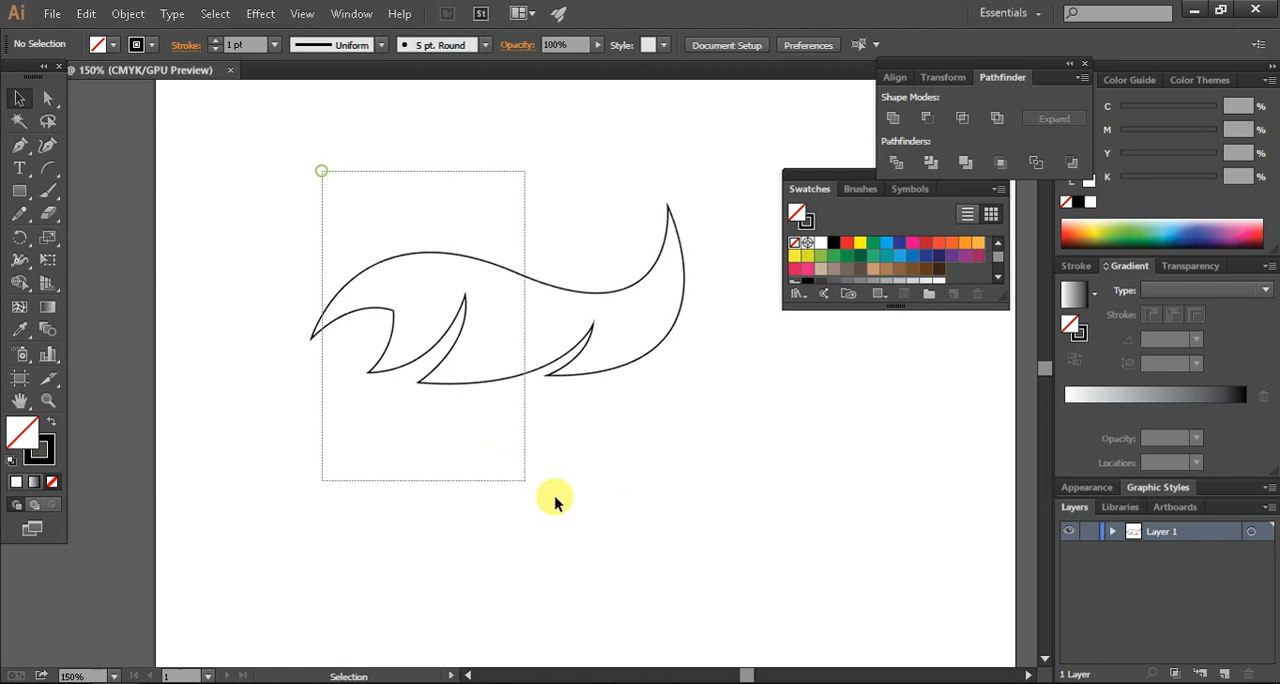 Ai File Edit Object Type Select Effect View Window Help Br St Essentials
No Selection Stroke: 1 pt Uniform 5 pt. Round Opacity: 100% Style: Document Setup Preferences
@ 150% (CMYK/GPU Preview)
Align Transform Pathfinder
Color Guide Color Themes
Shape Modes:
Expand
Pathfinders:
C %
M %
Y %
K %
Swatches Brushes Symbols
Stroke Gradient Transparency
Type:
Stroke:
Opacity:
Location:
Appearance Graphic Styles
Layers Libraries Artboards
Layer 1
150% 1 Selection
1 Layer